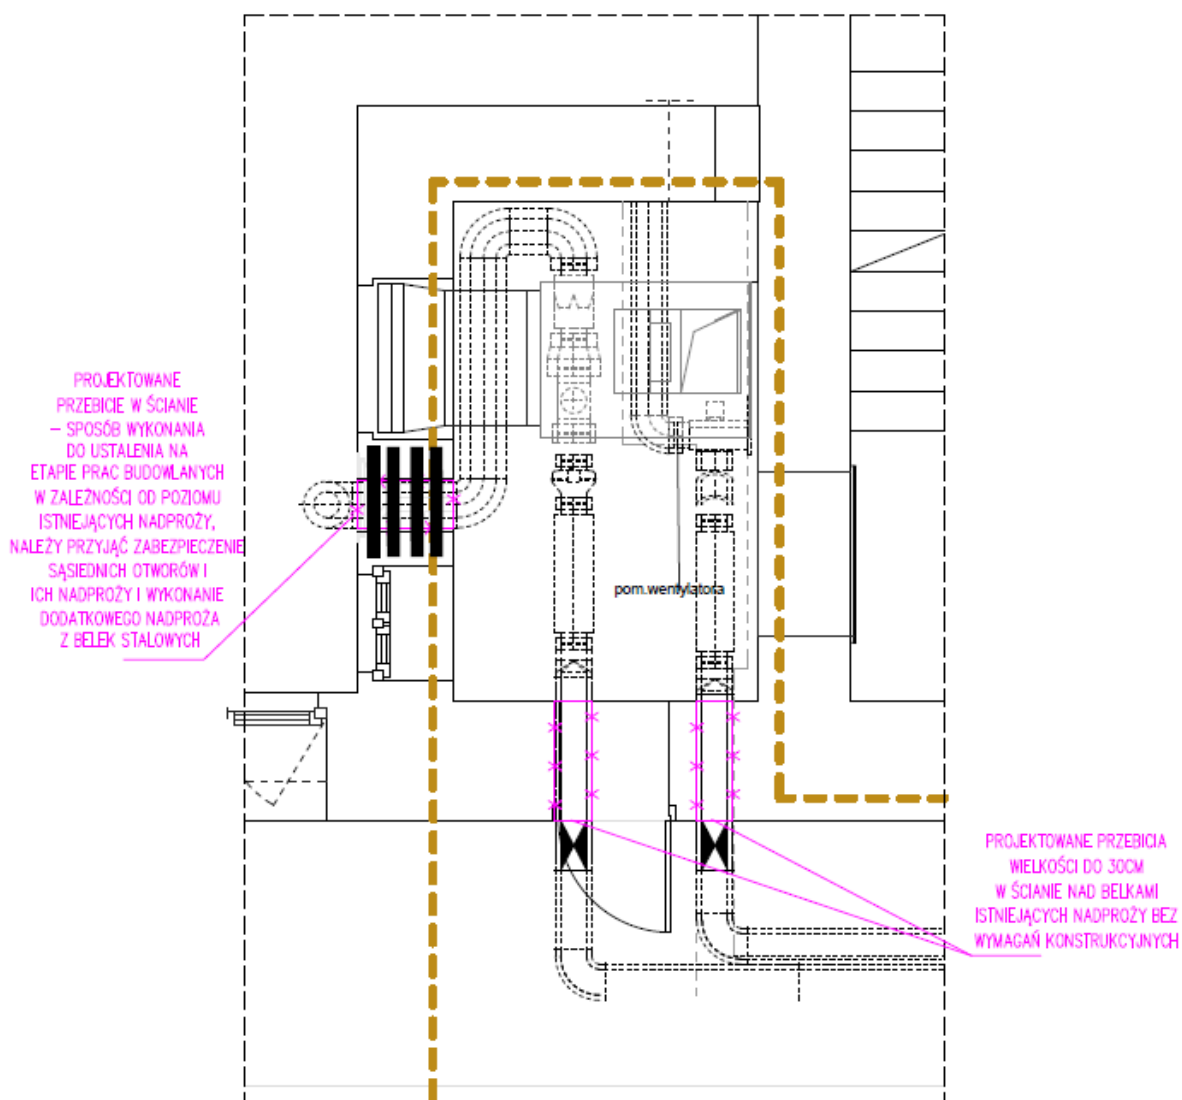 PROJEKTOWANE
PRZEBICIE W ŚCIANIE
– SPOSÓB WYKONANIA
DO USTALENIA NA
ETAPIE PRAC BUDOWLANYCH
W ZALEŻNOŚCI OD POZIOMU
ISTNIEJĄCYCH NADPROŻY,
NALEŻY PRZYJĄĆ ZABEZPIECZENIE
SĄSIEDNICH OTWORÓW I
ICH NADPROŻY I WYKONANIE
DODATKOWEGO NADPROŻA
Z BELEK STALOWYCH
pom.wentylatora
PROJEKTOWANE PRZEBICIA
WIELKOŚCI DO 30CM
W ŚCIANIE NAD BELKAMI
ISTNIEJĄCYCH NADPROŻY BEZ
WYMAGAŃ KONSTRUKCYJNYCH